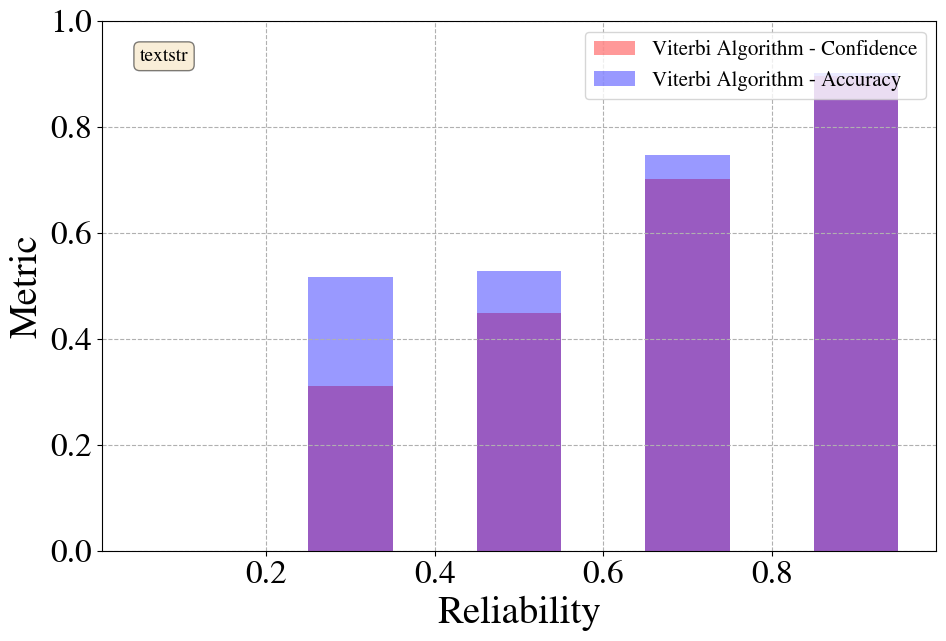 1.0
textstr
Viterbi Algorithm - Confidence
Viterbi Algorithm - Accuracy
0.8
0.6
Metric
0.4
0.2
0.0
0.2 0.4 0.6 0.8
Reliability